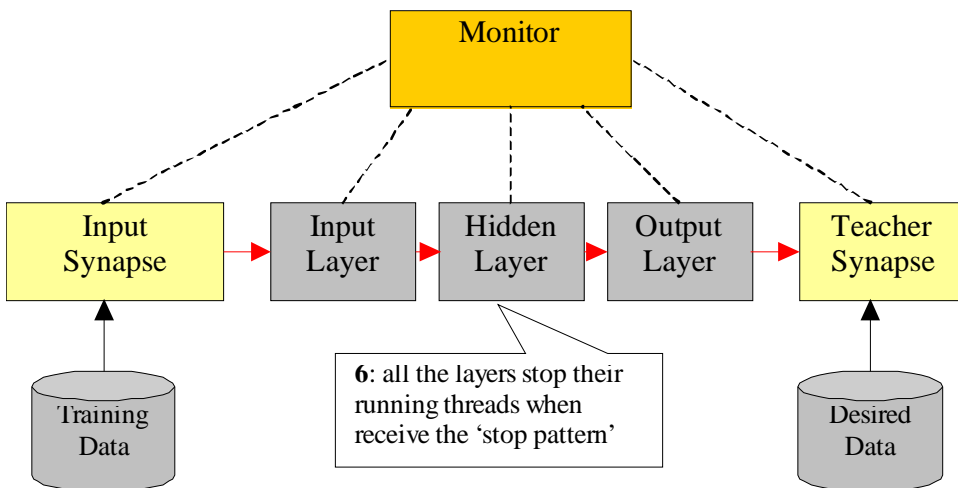 Monitor
Input
Synapse
Input
Layer
Hidden
Layer
Output
Layer
Teacher
Synapse
6: all the layers stop their
running threads when
receive the ‘stop pattern’
Training
Data
Desired
Data